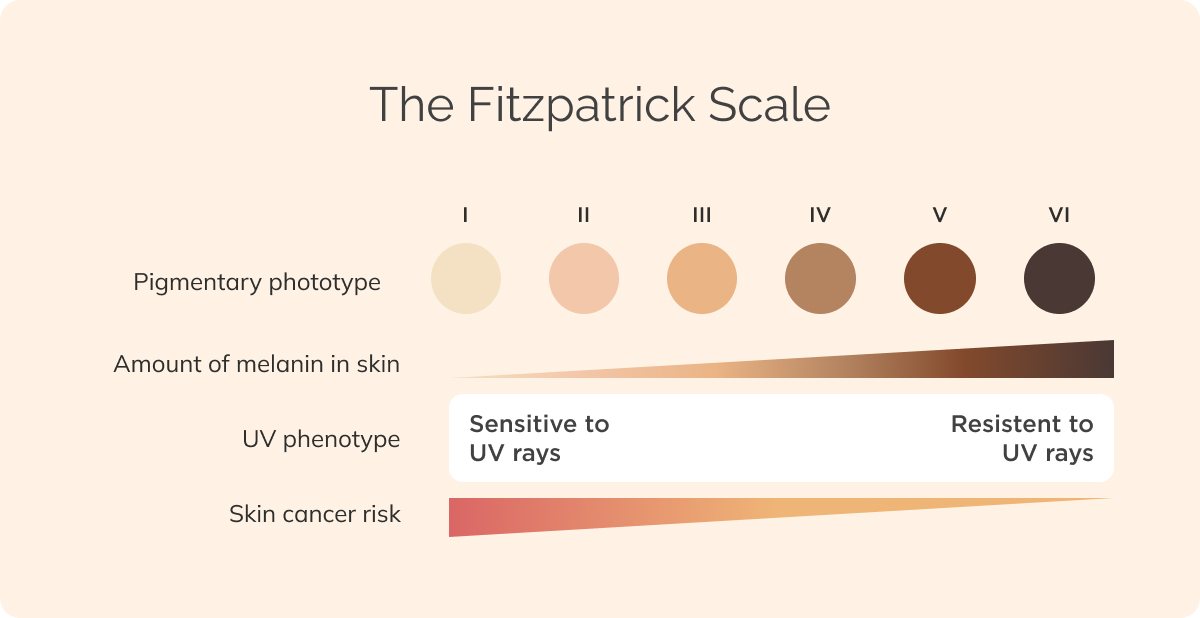 The Fitzpatrick Scale
I II III IV V VI
Pigmentary phototype
Amount of melanin in skin
UV phenotype
Sensitive to
UV rays
Resistent to
UV rays
Skin cancer risk